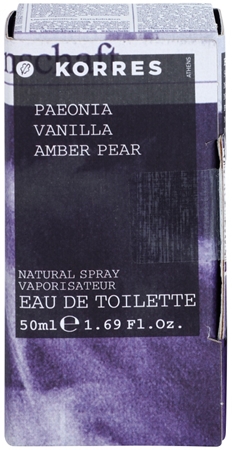 KORRES
ATHENS
PAEONIA
VANILLA
AMBER PEAR
NATURAL SPRAY
VAPORISATEUR
EAU DE TOILETTE
50ml ℮ 1.69 Fl.Oz.